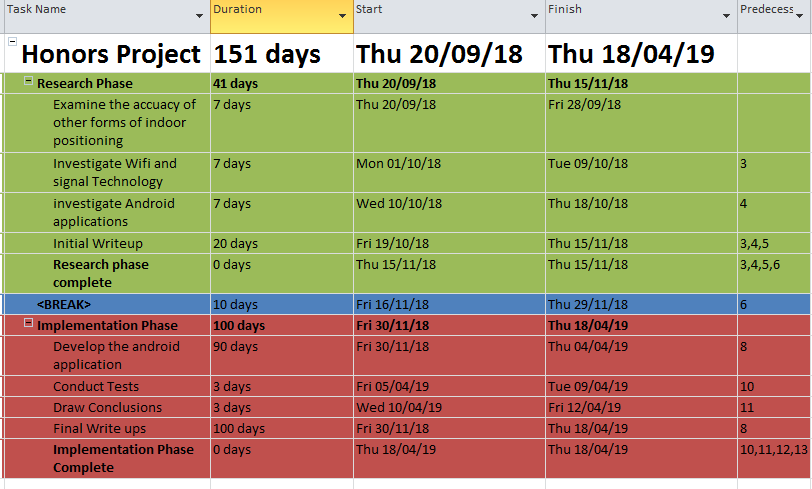 Task Name Duration Start Finish Predecess
Honors Project 151 days Thu 20/09/18 Thu 18/04/19
Research Phase 41 days Thu 20/09/18 Thu 15/11/18
Examine the accuacy of 7 days Thu 20/09/18 Fri 28/09/18
other forms of indoor
positioning
Investigate Wifi and 7 days Mon 01/10/18 Tue 09/10/18 3
signal Technology
investigate Android 7 days Wed 10/10/18 Thu 18/10/18 4
applications
Initial Writeup 20 days Fri 19/10/18 Thu 15/11/18 3,4,5
Research phase 0 days Thu 15/11/18 Thu 15/11/18 3,4,5,6
complete
<BREAK> 10 days Fri 16/11/18 Thu 29/11/18 6
Implementation Phase 100 days Fri 30/11/18 Thu 18/04/19
Develop the android 90 days Fri 30/11/18 Thu 04/04/19 8
application
Conduct Tests 3 days Fri 05/04/19 Tue 09/04/19 10
Draw Conclusions 3 days Wed 10/04/19 Fri 12/04/19 11
Final Write ups 100 days Fri 30/11/18 Thu 18/04/19 8
Implementation Phase 0 days Thu 18/04/19 Thu 18/04/19 10,11,12,13
Complete